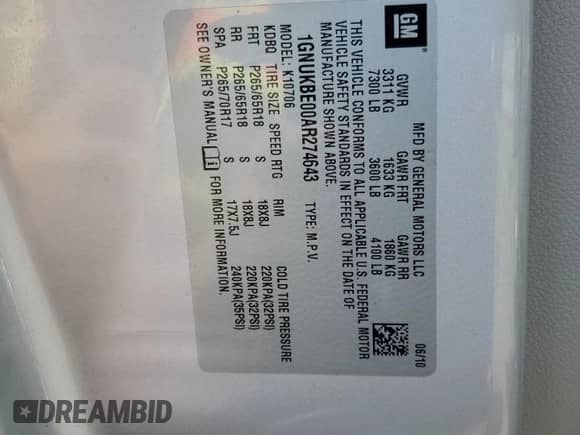 GM
MFD BY GENERAL MOTORS LLC
06/10
GVWR GAWR FRT GAWR RR
3311 KG 1633 KG 1860 KG
7300 LB 3600 LB 4100 LB
THIS VEHICLE CONFORMS TO ALL APPLICABLE U.S. FEDERAL MOTOR
VEHICLE SAFETY STANDARDS IN EFFECT ON THE DATE OF
MANUFACTURE SHOWN ABOVE.
1GNUKBE00AR274643 TYPE: M.P.V.
MODEL: K10706
KDBQ TIRE SIZE SPEED RTG RIM COLD TIRE PRESSURE
FRT P265/65R18 S 18X8J 220KPA(32PSI)
RR P265/65R18 S 18X8J 220KPA(32PSI)
SPA P265/70R17 S 17X7.5J 240KPA(35PSI)
SEE OWNER'S MANUAL FOR MORE INFORMATION.
DREAMBID